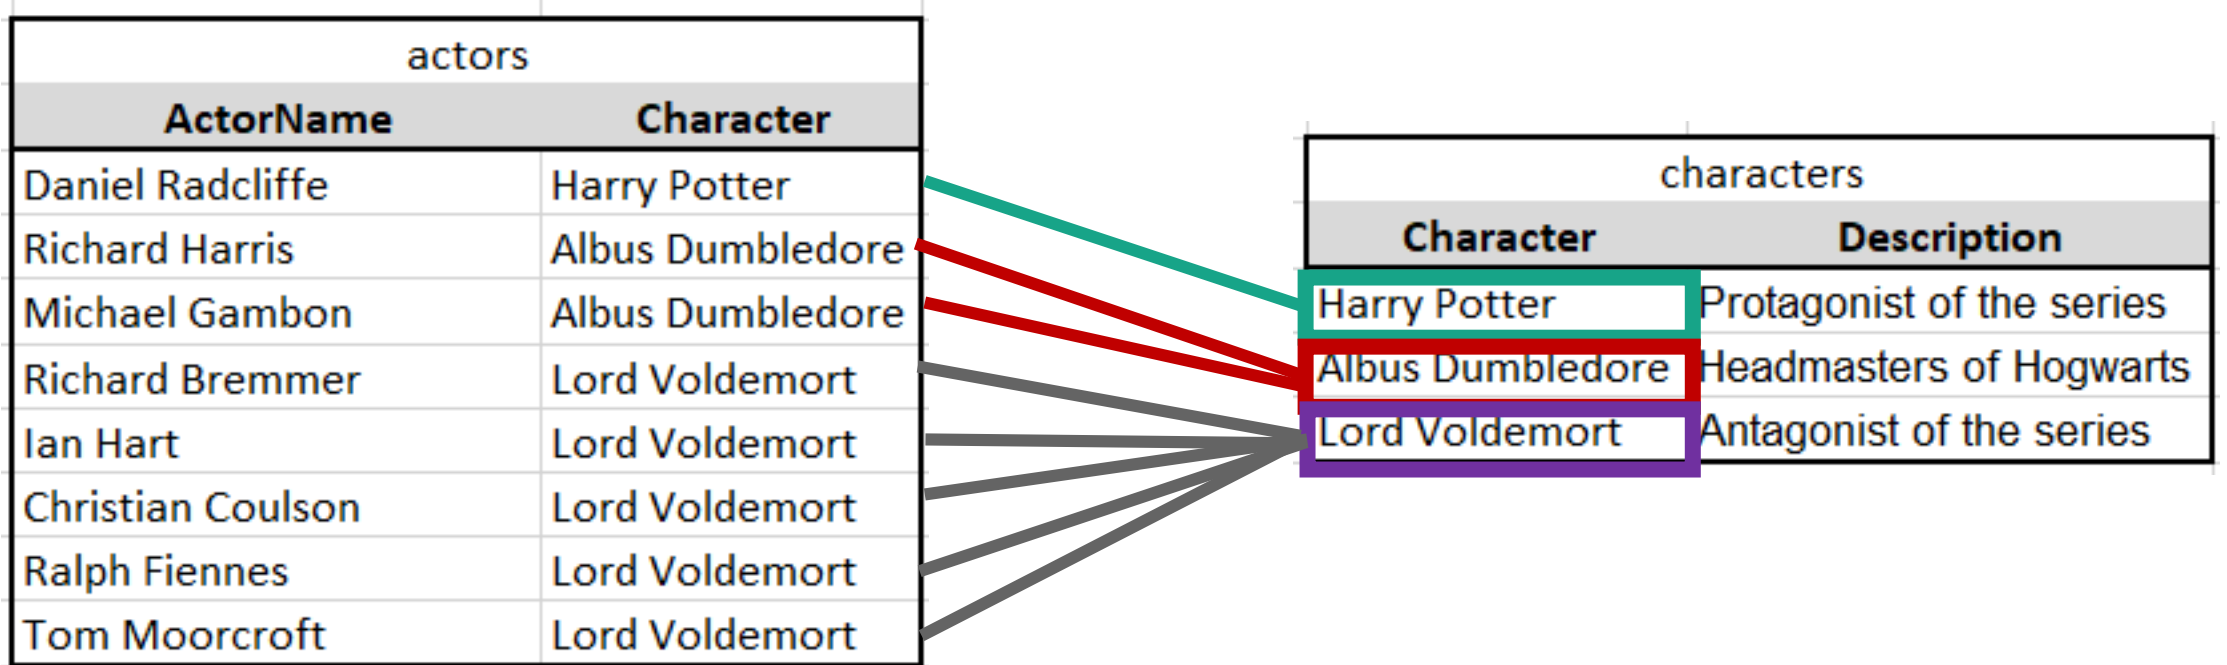 actors
ActorName Character
Daniel Radcliffe Harry Potter
Richard Harris Albus Dumbledore
Michael Gambon Albus Dumbledore
Richard Bremmer Lord Voldemort
Ian Hart Lord Voldemort
Christian Coulson Lord Voldemort
Ralph Fiennes Lord Voldemort
Tom Moorcroft Lord Voldemort
characters
Character Description
Harry Potter Protagonist of the series
Albus Dumbledore Headmasters of Hogwarts
Lord Voldemort Antagonist of the series